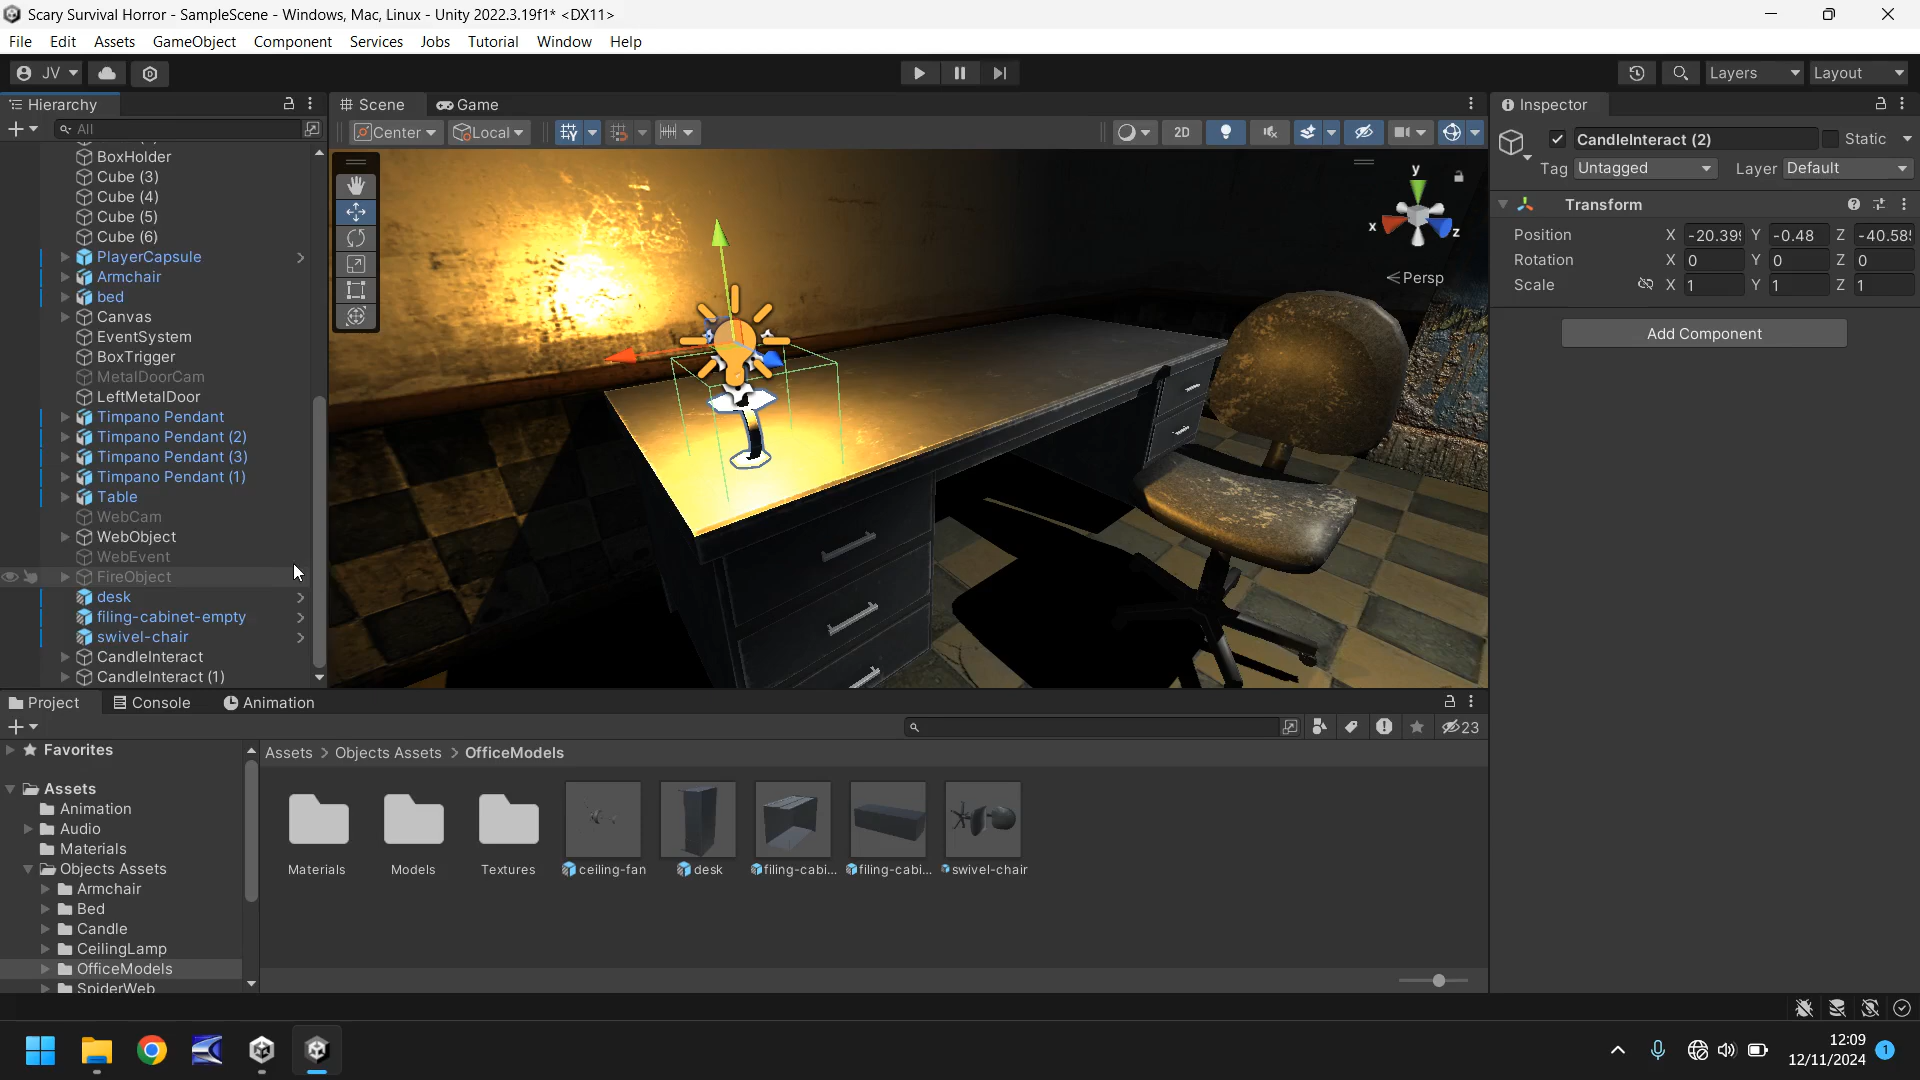 Scary Survival Horror - SampleScene - Windows, Mac, Linux - Unity 2022.3.19f1* <DX11>
File Edit Assets GameObject Component Services Jobs Tutorial Window Help
JV Layers Layout
Hierarchy Scene Game Inspector
All Center Local 2D
CandleInteract (2) Static
Tag Untagged Layer Default
Transform
Position X -20.39 Y -0.48 Z -40.58
Rotation X 0 Y 0 Z 0
Scale X 1 Y 1 Z 1
Add Component
BoxHolder
Cube (3)
Cube (4)
Cube (5)
Cube (6)
PlayerCapsule
Armchair
bed
Canvas
EventSystem
BoxTrigger
MetalDoorCam
LeftMetalDoor
Timpano Pendant
Timpano Pendant (2)
Timpano Pendant (3)
Timpano Pendant (1)
Table
WebCam
WebObject
WebEvent
FireObject
desk
filing-cabinet-empty
swivel-chair
CandleInteract
CandleInteract (1)
y
x z
Persp
Project Console Animation
23
Favorites
Assets
Animation
Audio
Materials
Objects Assets
Armchair
Bed
Candle
CeilingLamp
OfficeModels
SpiderWeb
Assets > Objects Assets > OfficeModels
Materials Models Textures ceiling-fan desk filing-cabi... filing-cabi... swivel-chair
12:09
12/11/2024 1